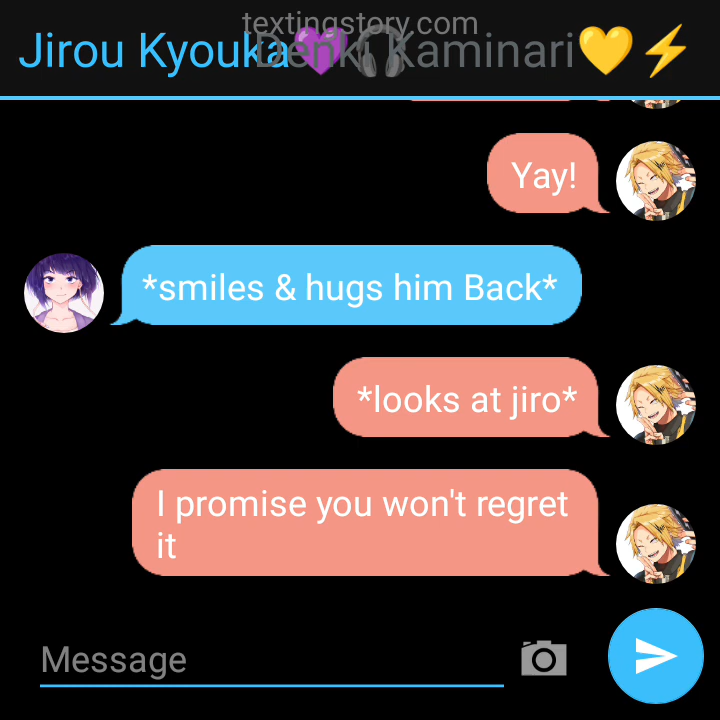 textingstory.com
Jirou Kyouka💜🎧
Denki Kaminari💛⚡
Yay!
*smiles & hugs him Back*
*looks at jiro*
I promise you won't regret
it
Message